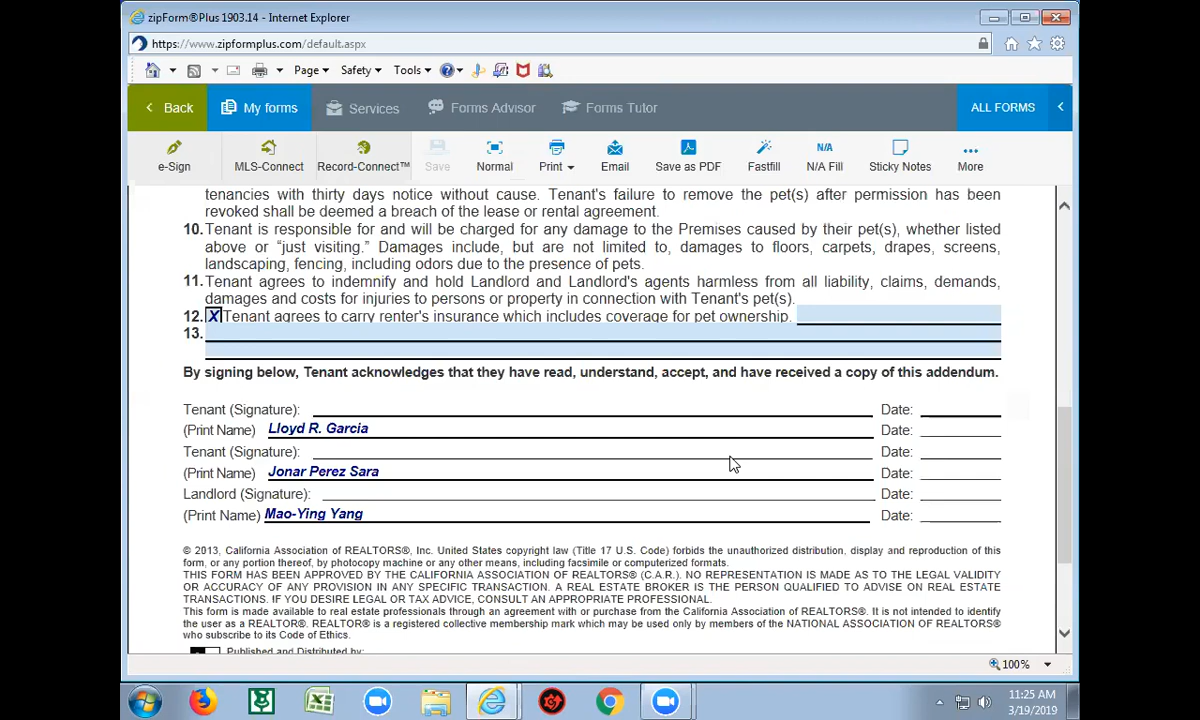 zipForm®Plus 1903.14 - Internet Explorer
https://www.zipformplus.com/default.aspx
Page Safety Tools
Back My forms Services Forms Advisor Forms Tutor ALL FORMS
e-Sign MLS-Connect Record-Connect™ Save Normal Print Email Save as PDF Fastfill N/A N/A Fill Sticky Notes More
tenancies with thirty days notice without cause. Tenant's failure to remove the pet(s) after permission has been
revoked shall be deemed a breach of the lease or rental agreement.
10. Tenant is responsible for and will be charged for any damage to the Premises caused by their pet(s), whether listed
above or “just visiting.” Damages include, but are not limited to, damages to floors, carpets, drapes, screens,
landscaping, fencing, including odors due to the presence of pets.
11. Tenant agrees to indemnify and hold Landlord and Landlord's agents harmless from all liability, claims, demands,
damages and costs for injuries to persons or property in connection with Tenant's pet(s).
12. X Tenant agrees to carry renter's insurance which includes coverage for pet ownership.
13.
By signing below, Tenant acknowledges that they have read, understand, accept, and have received a copy of this addendum.
Tenant (Signature): Date:
(Print Name) Lloyd R. Garcia Date:
Tenant (Signature): Date:
(Print Name) Jonar Perez Sara Date:
Landlord (Signature): Date:
(Print Name) Mao-Ying Yang Date:
© 2013, California Association of REALTORS®, Inc. United States copyright law (Title 17 U.S. Code) forbids the unauthorized distribution, display and reproduction of this
form, or any portion thereof, by photocopy machine or any other means, including facsimile or computerized formats.
THIS FORM HAS BEEN APPROVED BY THE CALIFORNIA ASSOCIATION OF REALTORS® (C.A.R.). NO REPRESENTATION IS MADE AS TO THE LEGAL VALIDITY
OR ACCURACY OF ANY PROVISION IN ANY SPECIFIC TRANSACTION. A REAL ESTATE BROKER IS THE PERSON QUALIFIED TO ADVISE ON REAL ESTATE
TRANSACTIONS. IF YOU DESIRE LEGAL OR TAX ADVICE, CONSULT AN APPROPRIATE PROFESSIONAL.
This form is made available to real estate professionals through an agreement with or purchase from the California Association of REALTORS®. It is not intended to identify
the user as a REALTOR®. REALTOR® is a registered collective membership mark which may be used only by members of the NATIONAL ASSOCIATION OF REALTORS®
who subscribe to its Code of Ethics.
Published and Distributed by:
100%
11:25 AM
3/19/2019